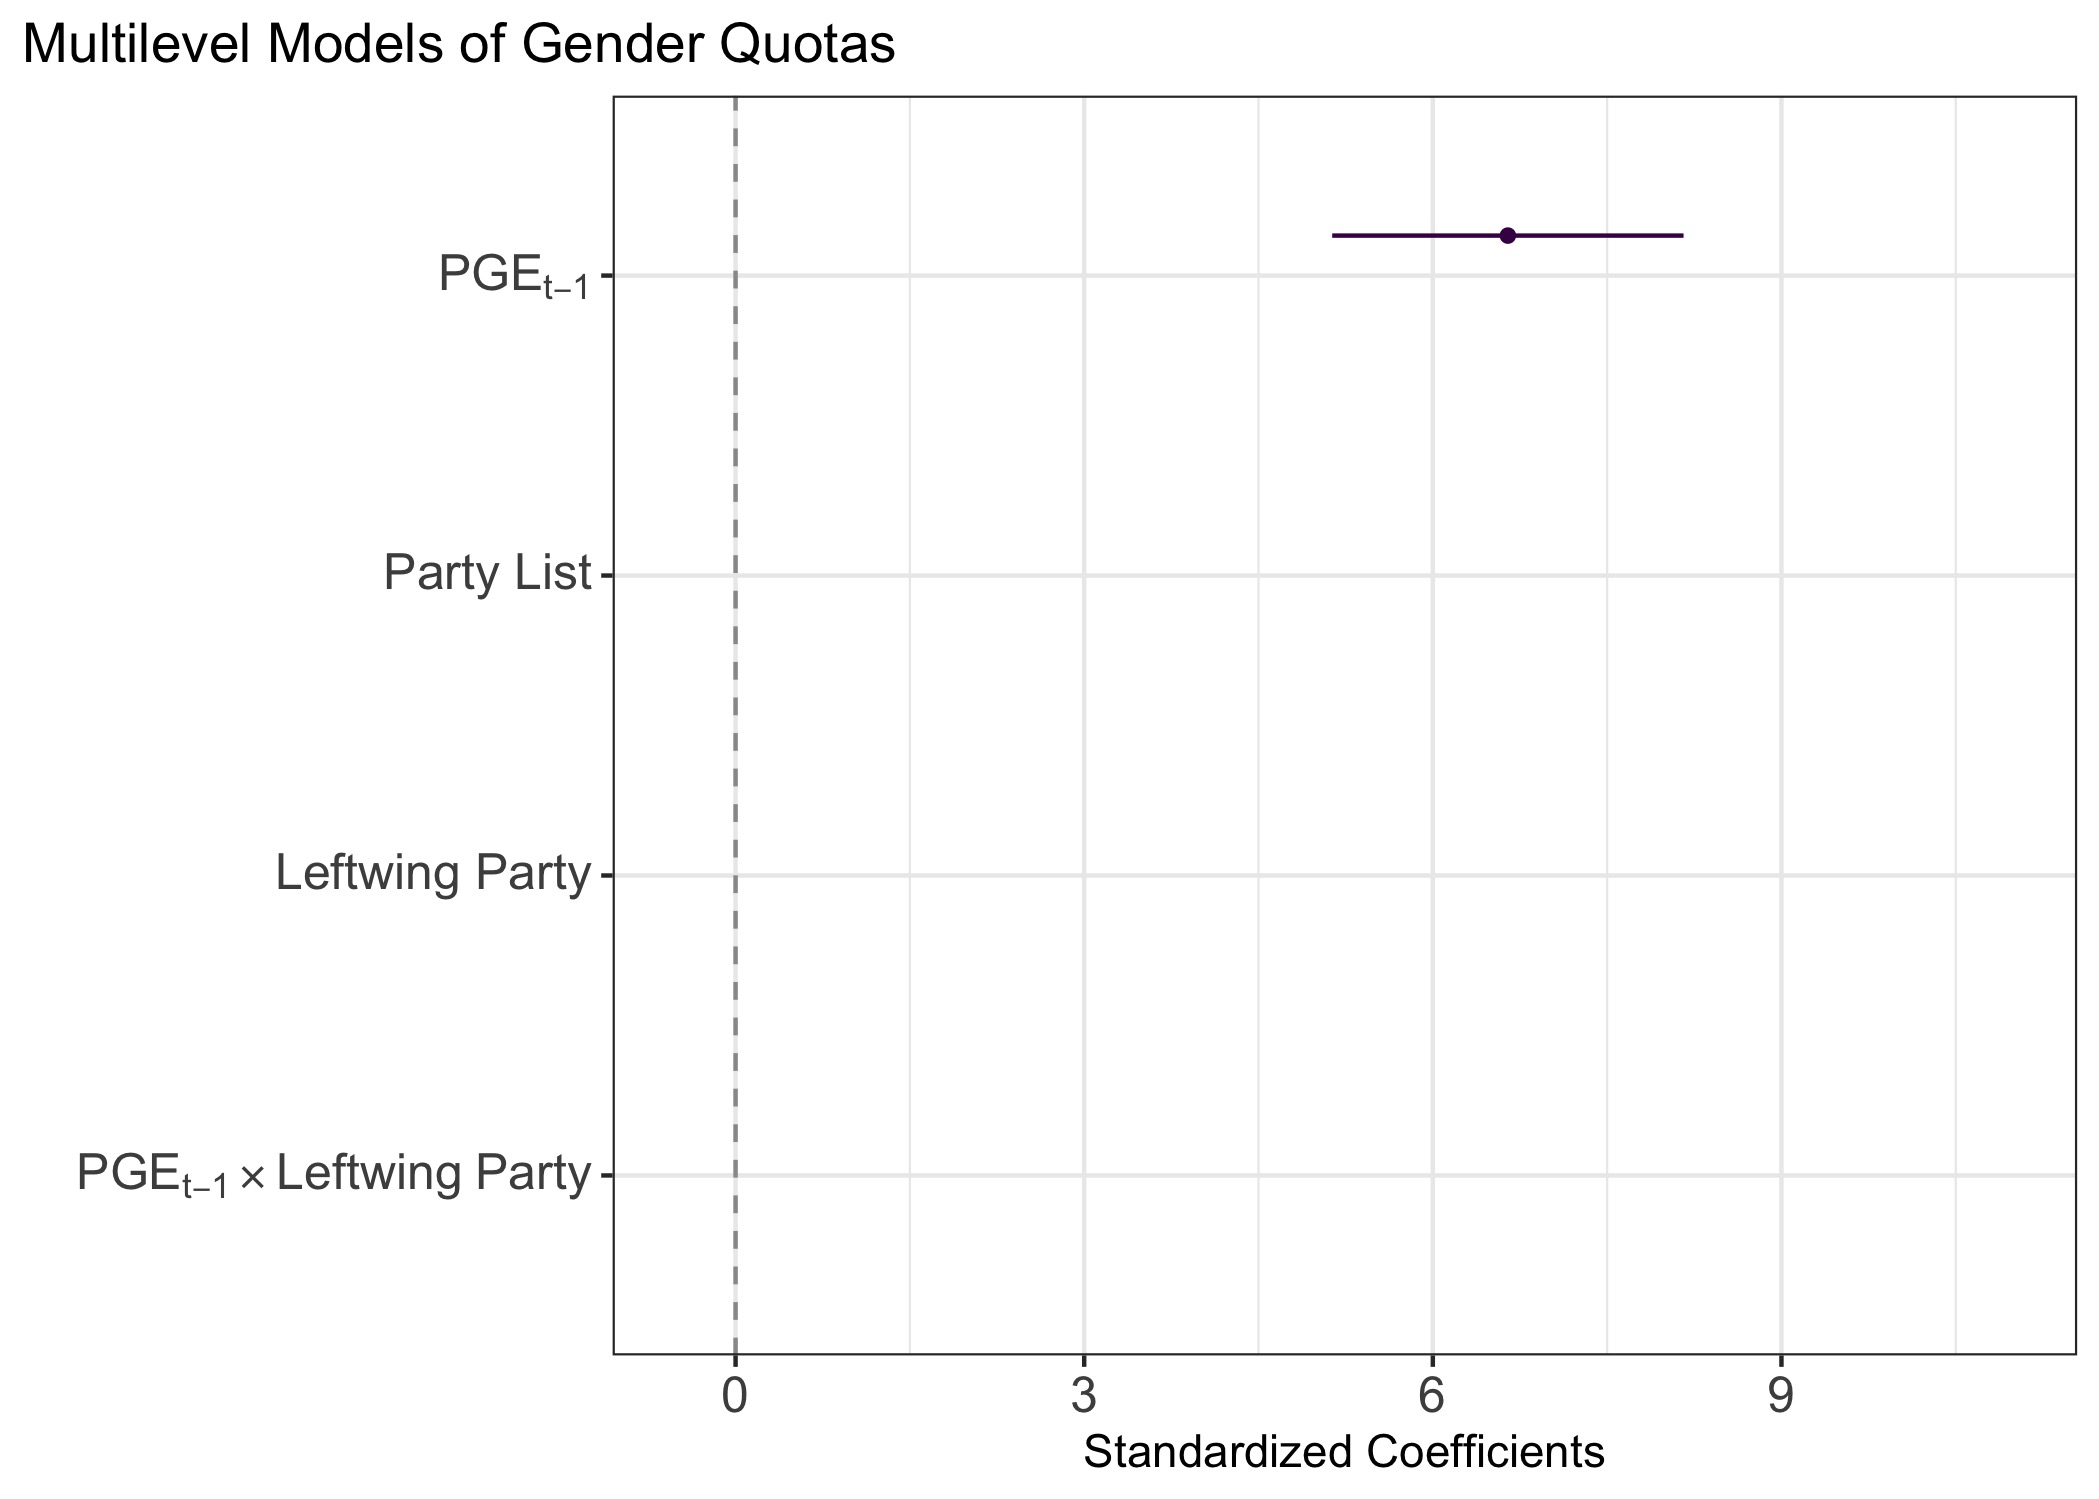 Multilevel Models of Gender Quotas
PGEt−1
Party List
Leftwing Party
PGEt−1 × Leftwing Party
0 3 6 9
Standardized Coefficients